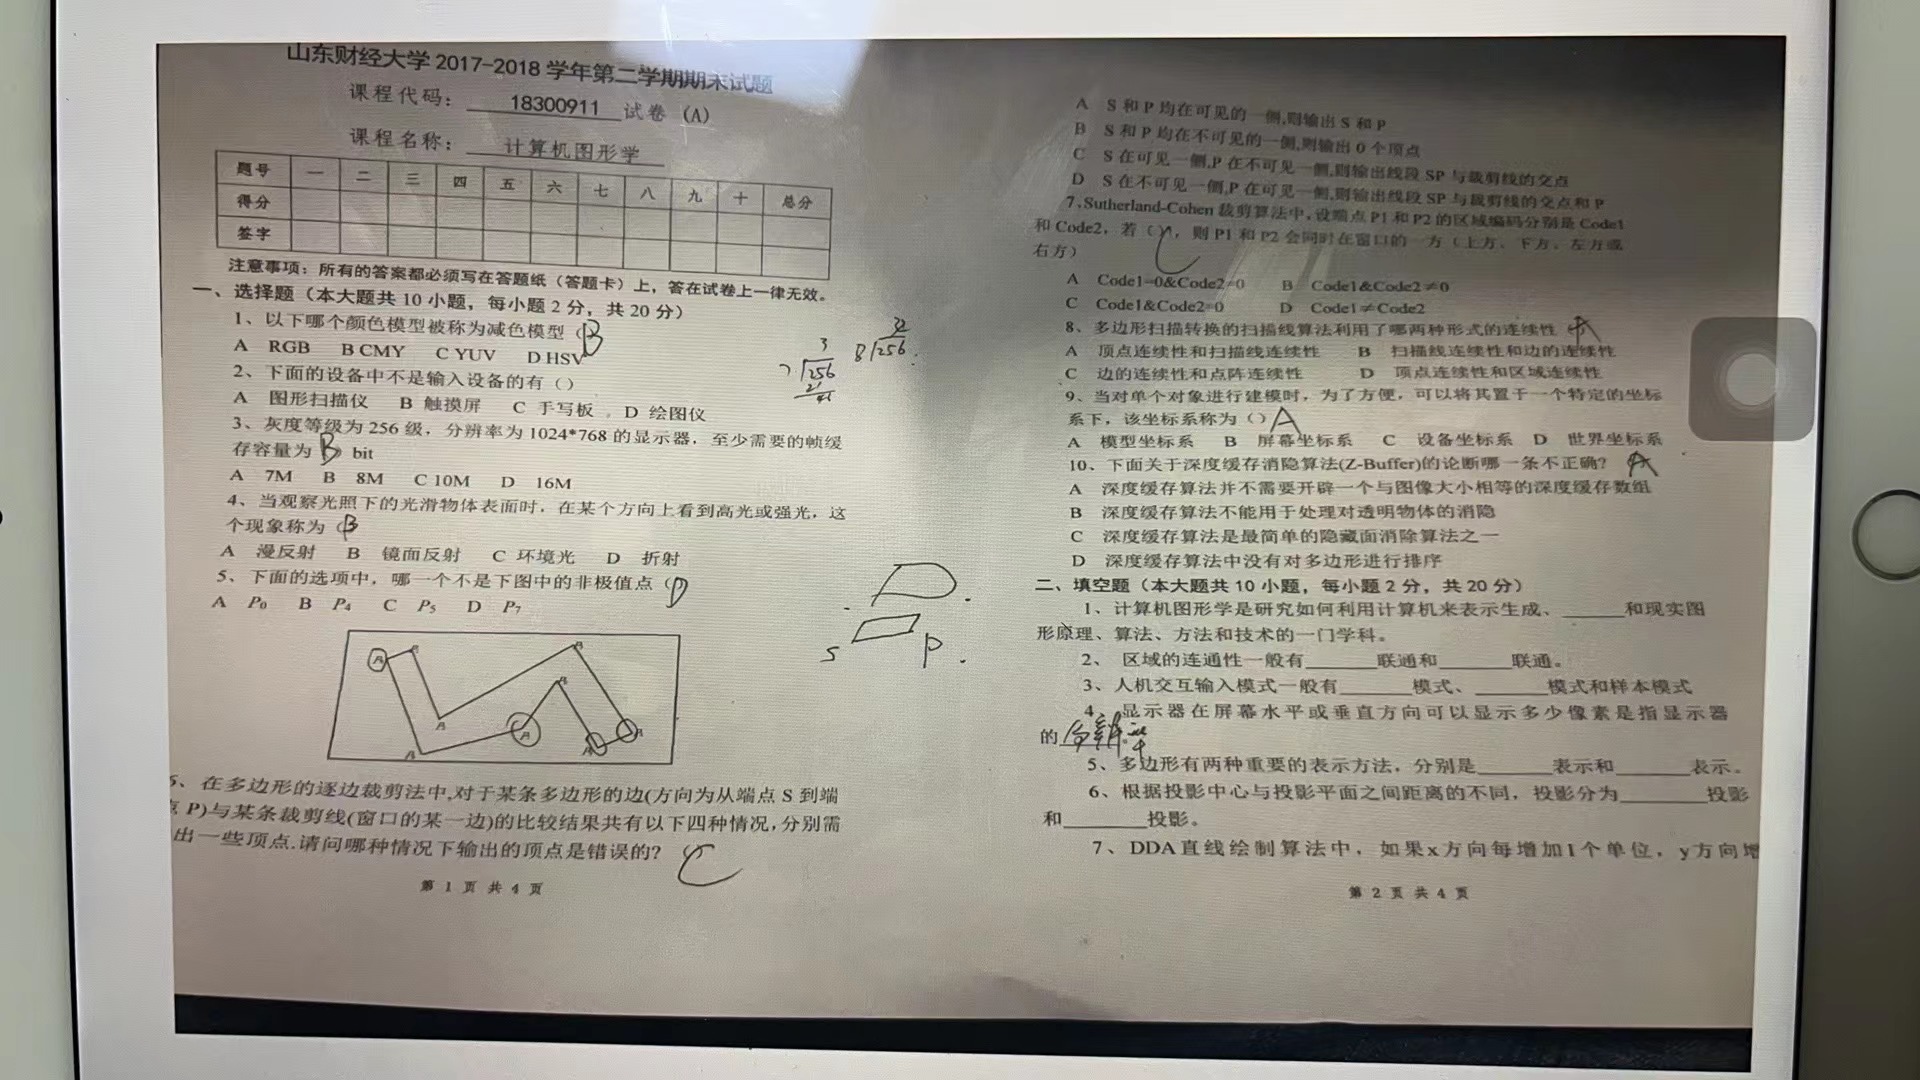 山东财经大学 2017-2018 学年第二学期期末试题
课程代码： 18300911 试卷（A）
课程名称： 计算机图形学
题号 一 二 三 四 五 六 七 八 九 十 总分
得分
签字
注意事项：所有的答案都必须写在答题纸（答题卡）上，答在试卷上一律无效。
一、选择题（本大题共 10 小题，每小题 2 分，共 20 分）
1、以下哪个颜色模型被称为减色模型（B
A RGB B CMY C YUV D HSV
2、下面的设备中不是输入设备的有（）
A 图形扫描仪 B 触摸屏 C 手写板 D 绘图仪
3、灰度等级为 256 级，分辨率为 1024*768 的显示器，至少需要的帧缓
存容量为（B）bit
A 7M B 8M C 10M D 16M
4、当观察光照下的光滑物体表面时，在某个方向上看到高光或强光，这
个现象称为（B
A 漫反射 B 镜面反射 C 环境光 D 折射
5、下面的选项中，哪一个不是下图中的非极值点（D
A P0 B P4 C P5 D P7
6、在多边形的逐边裁剪法中,对于某条多边形的边(方向为从端点 S 到端
点 P)与某条裁剪线(窗口的某一边)的比较结果共有以下四种情况,分别需
出一些顶点.请问哪种情况下输出的顶点是错误的? C
第 1 页 共 4 页
3
7 256
21
32
8 256
S P
A S 和 P 均在可见的一侧,则输出 S 和 P
B S 和 P 均在不可见的一侧,则输出 0 个顶点
C S 在可见一侧,P 在不可见一侧,则输出线段 SP 与裁剪线的交点
D S 在不可见一侧,P 在可见一侧,则输出线段 SP 与裁剪线的交点和 P
7,Sutherland-Cohen 裁剪算法中,设端点 P1 和 P2 的区域编码分别是 Code1
和 Code2，若（），则 P1 和 P2 会同时在窗口的一方（上方、下方、左方或
右方） C
A Code1=0&Code2=0 B Code1&Code2≠0
C Code1&Code2=0 D Code1≠Code2
8、多边形扫描转换的扫描线算法利用了哪两种形式的连续性
A 顶点连续性和扫描线连续性 B 扫描线连续性和边的连续性
C 边的连续性和点阵连续性 D 顶点连续性和区域连续性
9、当对单个对象进行建模时，为了方便，可以将其置于一个特定的坐标
系下，该坐标系称为（）A
A 模型坐标系 B 屏幕坐标系 C 设备坐标系 D 世界坐标系
10、下面关于深度缓存消隐算法(Z-Buffer)的论断哪一条不正确?
A 深度缓存算法并不需要开辟一个与图像大小相等的深度缓存数组
B 深度缓存算法不能用于处理对透明物体的消隐
C 深度缓存算法是最简单的隐藏面消除算法之一
D 深度缓存算法中没有对多边形进行排序
二、填空题（本大题共 10 小题，每小题 2 分，共 20 分）
1、计算机图形学是研究如何利用计算机来表示生成、______和现实图
形原理、算法、方法和技术的一门学科。
2、 区域的连通性一般有______联通和______联通。
3、人机交互输入模式一般有______模式、______模式和样本模式
4、显示器在屏幕水平或垂直方向可以显示多少像素是指显示器
的 分辨率
5、多边形有两种重要的表示方法，分别是______表示和______表示。
6、根据投影中心与投影平面之间距离的不同，投影分为_______投影
和_______投影。
7、DDA 直线绘制算法中，如果 x 方向每增加 1 个单位，y 方向增
第 2 页 共 4 页